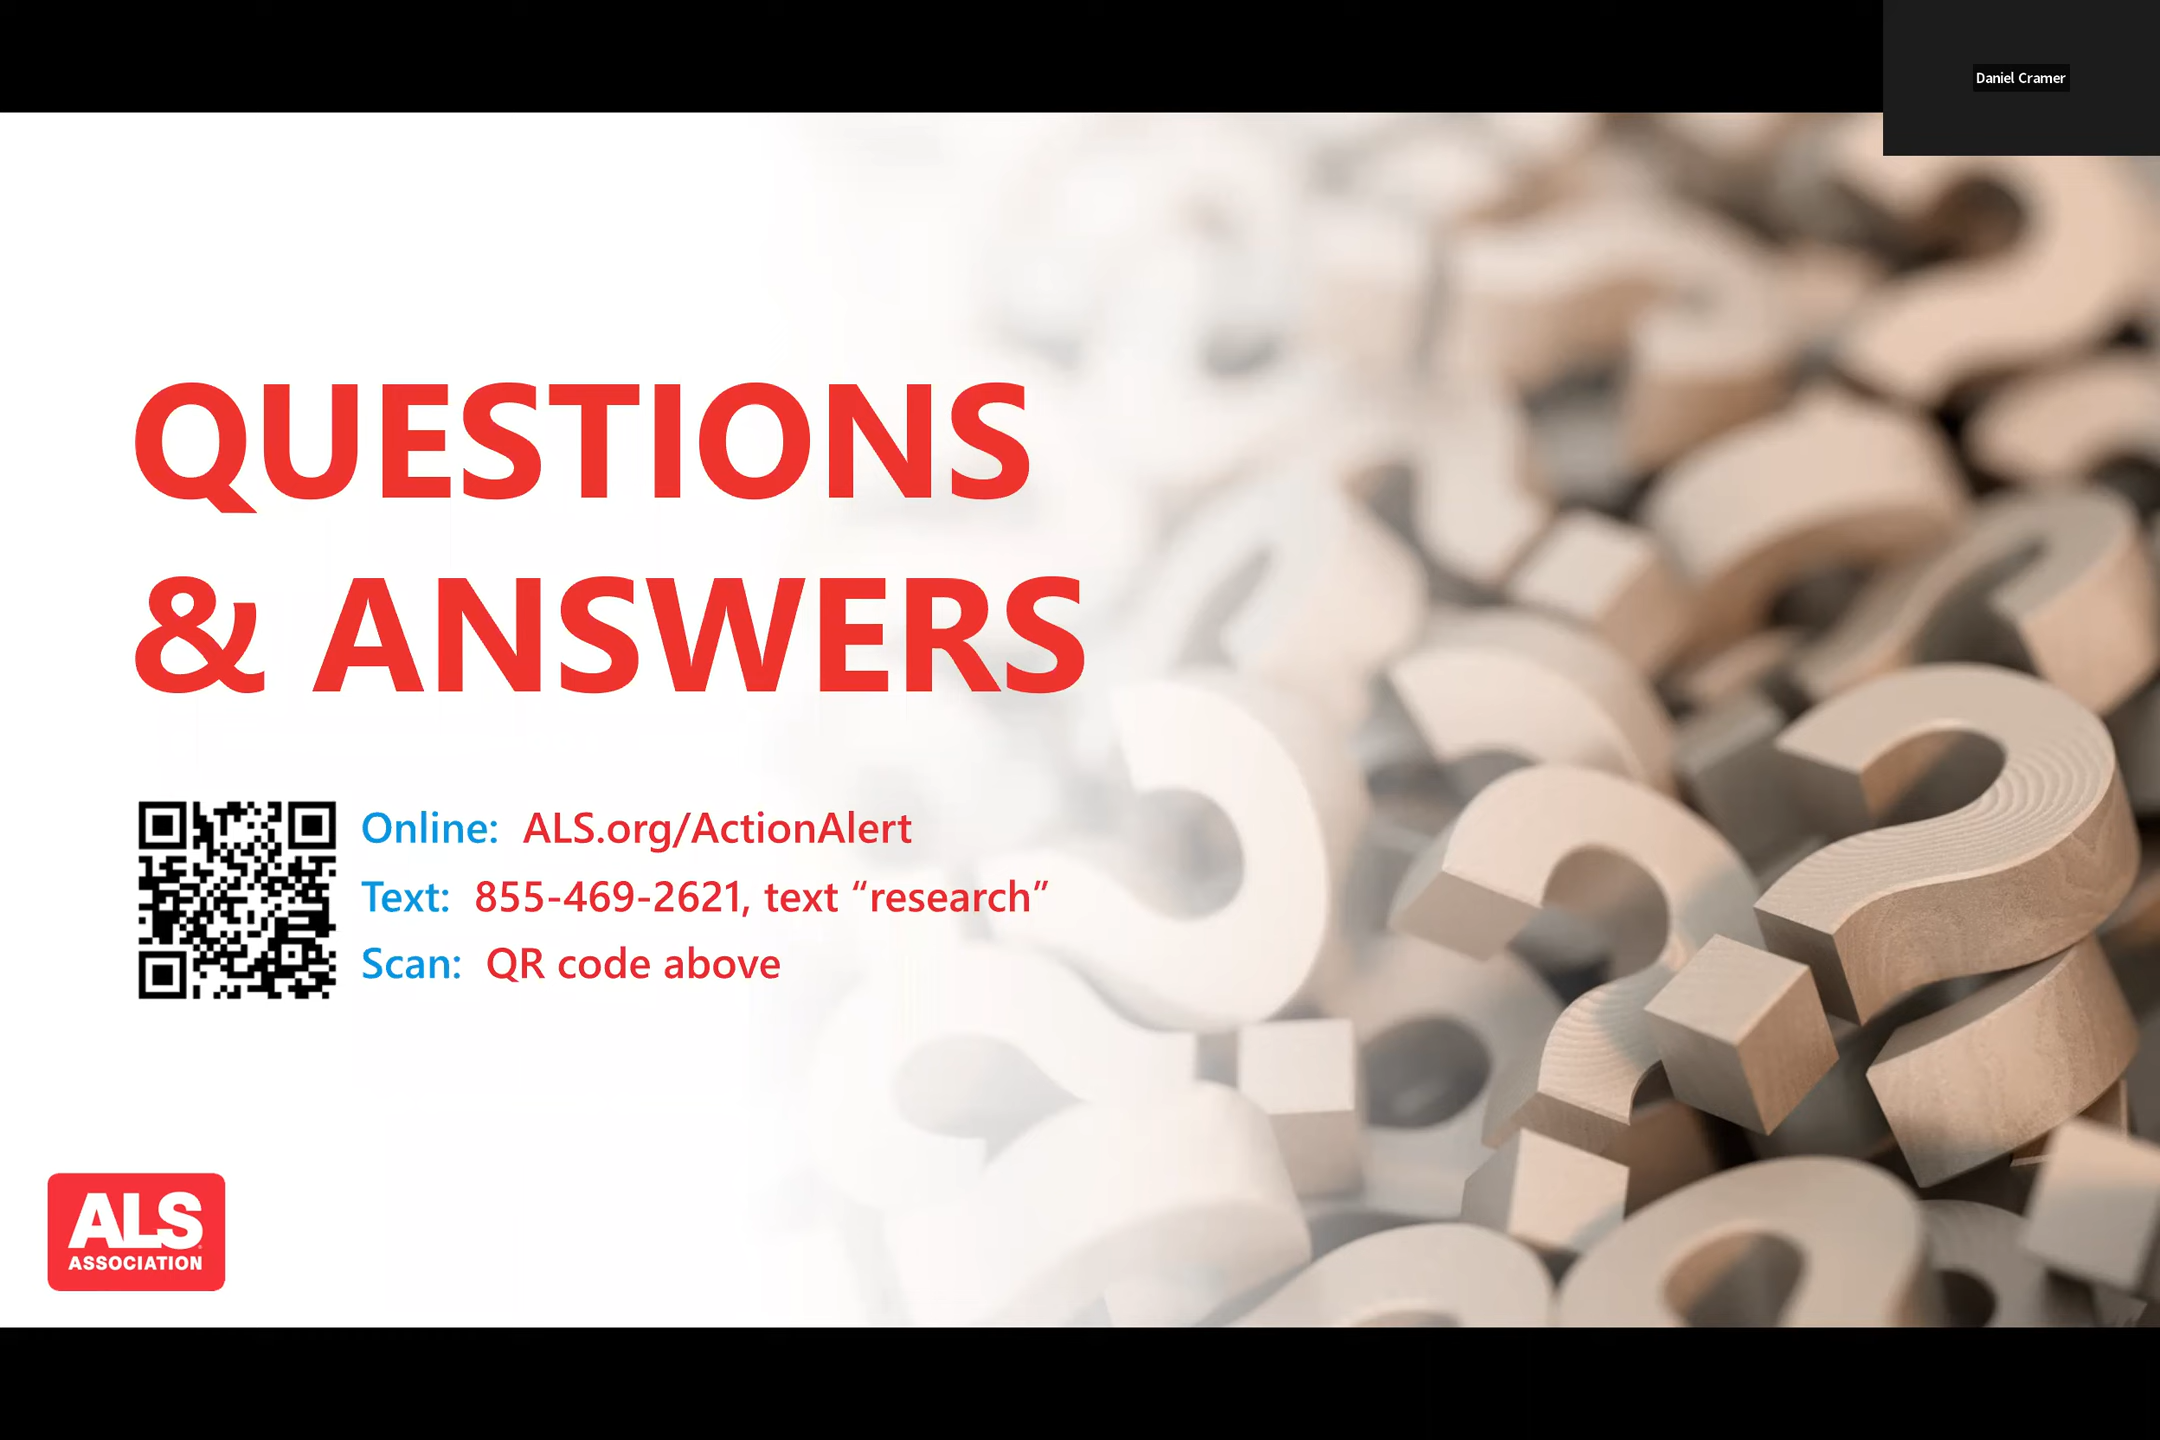 Daniel Cramer
QUESTIONS
& ANSWERS
Online: ALS.org/ActionAlert
Text: 855-469-2621, text “research”
Scan: QR code above
ALS
ASSOCIATION